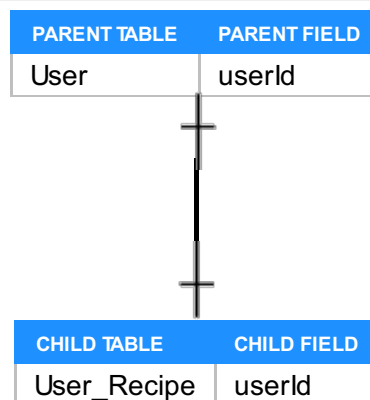 PARENT TABLE PARENT FIELD
User userId
CHILD TABLE CHILD FIELD
User_Recipe userId